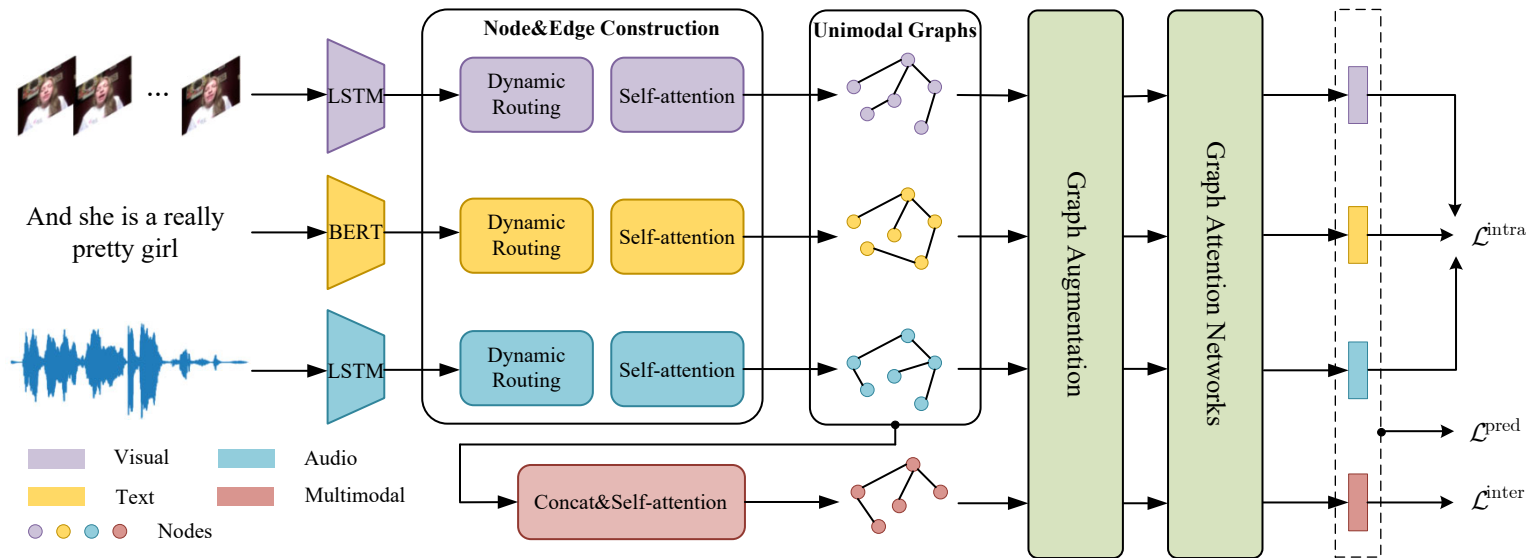 Node&Edge Construction
Unimodal Graphs
...
LSTM
Dynamic
Routing
Self-attention
And she is a really
pretty girl
BERT
Dynamic
Routing
Self-attention
LSTM
Dynamic
Routing
Self-attention
Concat&Self-attention
Graph Augmentation
Graph Attention Networks
ℒintra
ℒpred
ℒinter
Visual
Audio
Text
Multimodal
Nodes